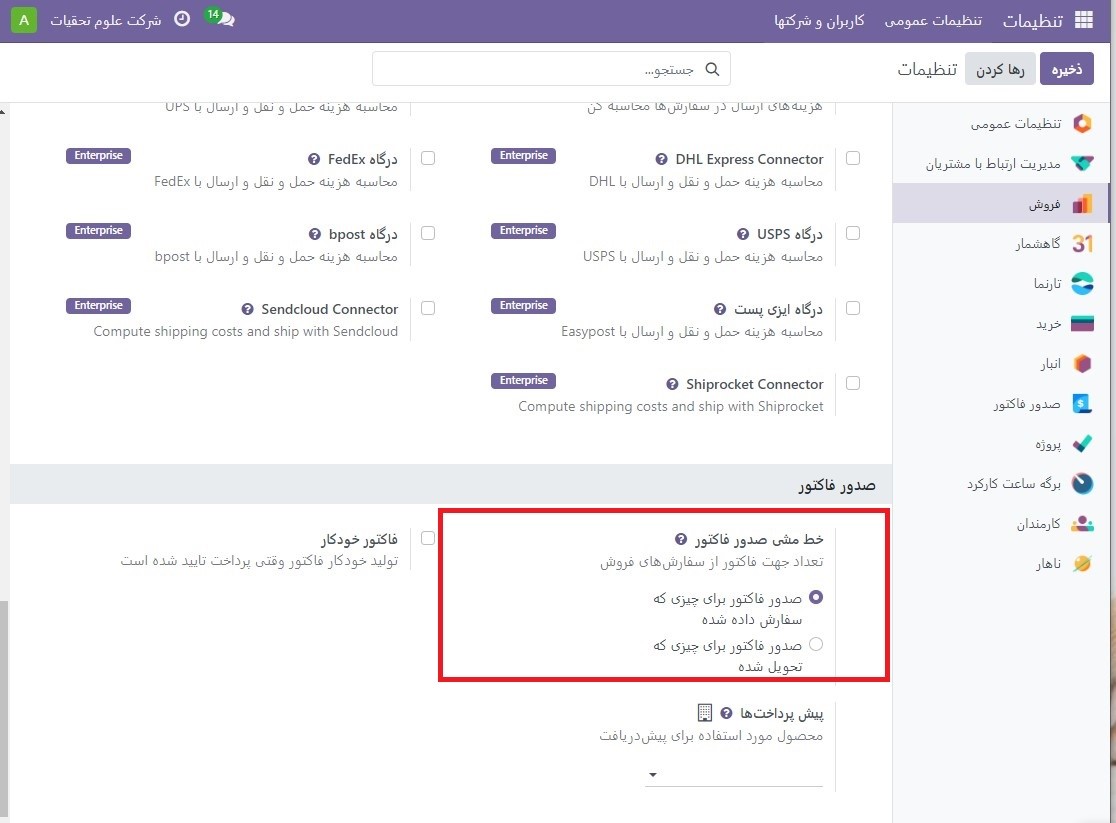 تنظیمات
تنظیمات عمومی
کاربران و شرکتها
14
شرکت علوم تحقیات
A
ذخیره
رها کردن
تنظیمات
جستجو...
تنظیمات عمومی
مدیریت ارتباط با مشتریان
فروش
31
گاهشمار
تارنما
خرید
انبار
صدور فاکتور
پروژه
برگه ساعت کارکرد
کارمندان
ناهار
هزینه‌های ارسال در سفارش‌ها محاسبه کن
محاسبه هزینه حمل و نقل و ارسال با UPS
DHL Express Connector
Enterprise
محاسبه هزینه حمل و نقل و ارسال با DHL
درگاه FedEx
Enterprise
محاسبه هزینه حمل و نقل و ارسال با FedEx
درگاه USPS
Enterprise
محاسبه هزینه حمل و نقل و ارسال با USPS
درگاه bpost
Enterprise
محاسبه هزینه حمل و نقل و ارسال با bpost
درگاه ایزی پست
Enterprise
محاسبه هزینه حمل و نقل و ارسال با Easypost
Sendcloud Connector
Enterprise
Compute shipping costs and ship with Sendcloud
Shiprocket Connector
Enterprise
Compute shipping costs and ship with Shiprocket
صدور فاکتور
خط مشی صدور فاکتور
تعداد جهت فاکتور از سفارش‌های فروش
صدور فاکتور برای چیزی که
سفارش داده شده
صدور فاکتور برای چیزی که
تحویل شده
فاکتور خودکار
تولید خودکار فاکتور وقتی پرداخت تایید شده است
پیش پرداخت‌ها
محصول مورد استفاده برای پیش‌دریافت